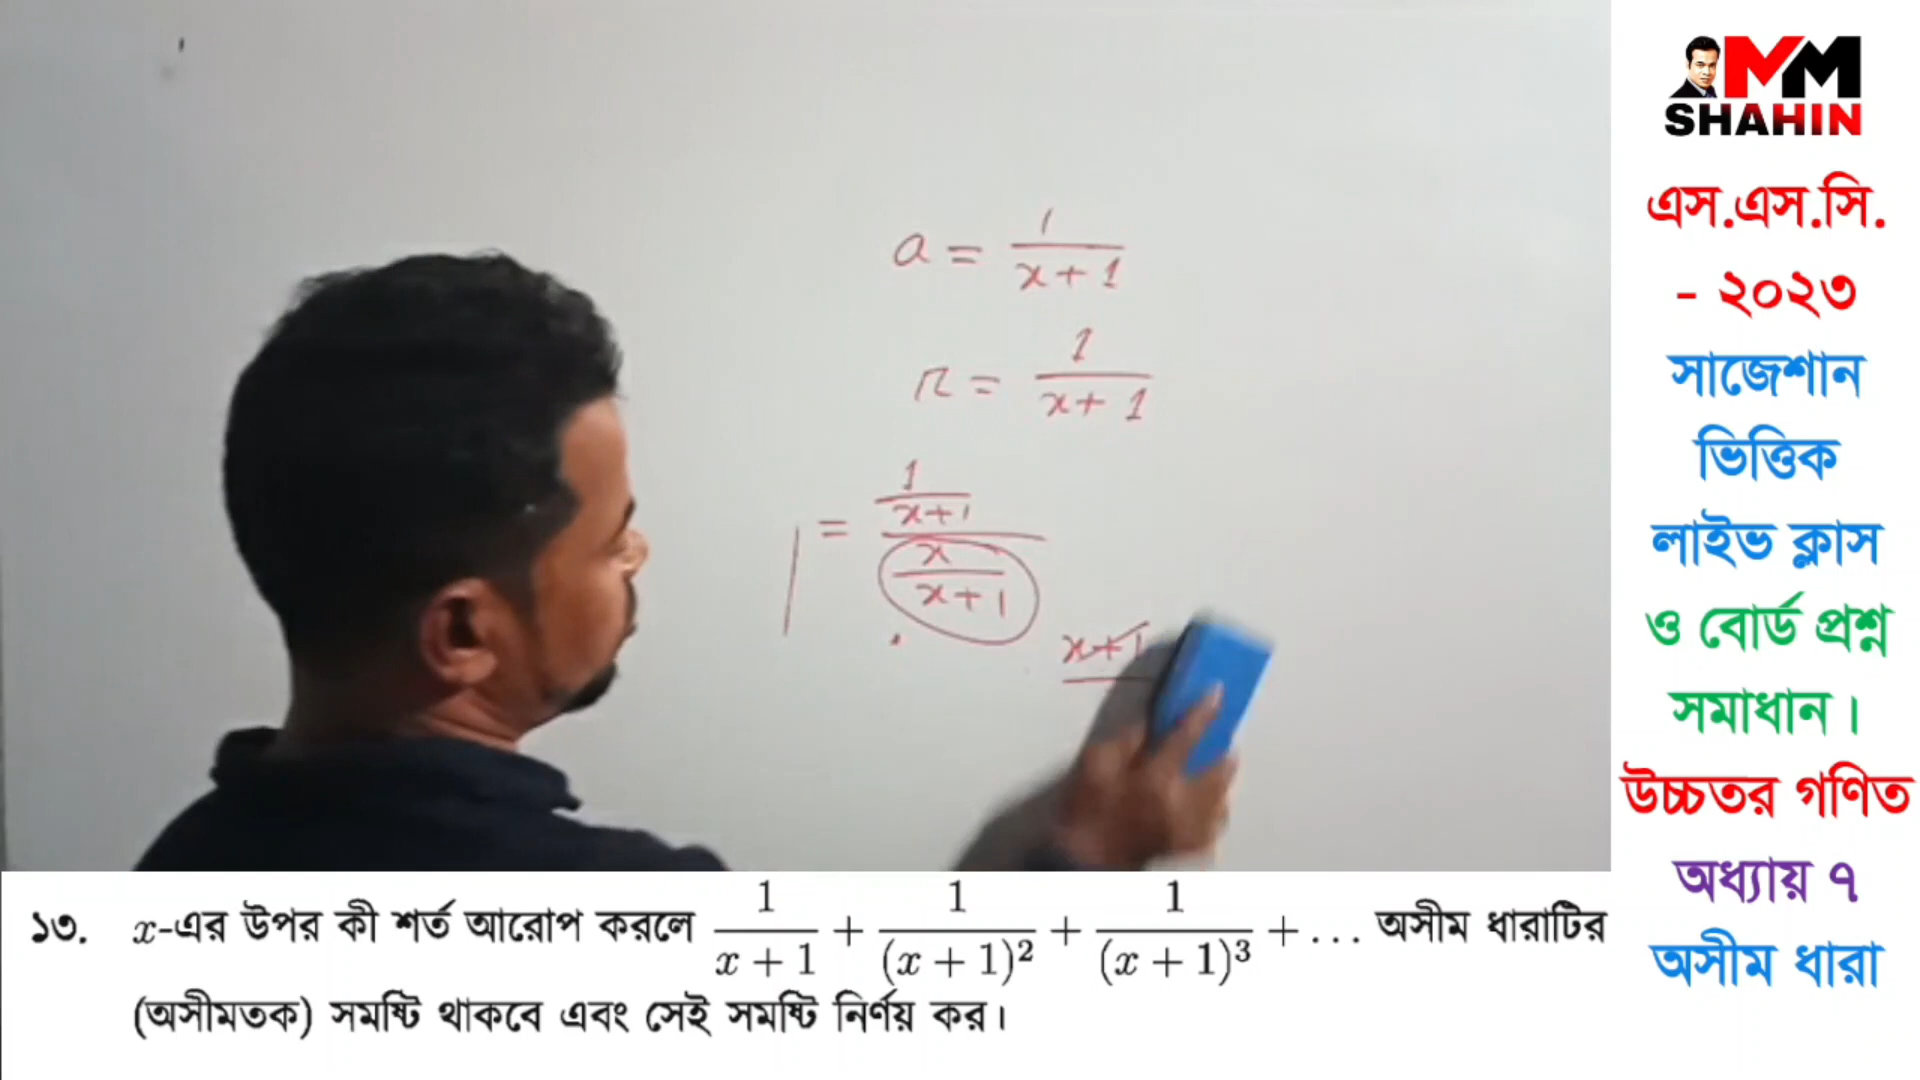 a = 1/(x+1)
r = 1/(x+1)
= (1/(x+1))/(x/(x+1))
x+1
১৩. x-এর উপর কী শর্ত আরোপ করলে 1/(x+1) + 1/(x+1)² + 1/(x+1)³ + ... অসীম ধারাটির
(অসীমতক) সমষ্টি থাকবে এবং সেই সমষ্টি নির্ণয় কর।
MM
SHAHIN
এস.এস.সি.
- ২০২৩
সাজেশান
ভিত্তিক
লাইভ ক্লাস
ও বোর্ড প্রশ্ন
সমাধান।
উচ্চতর গণিত
অধ্যায় ৭
অসীম ধারা